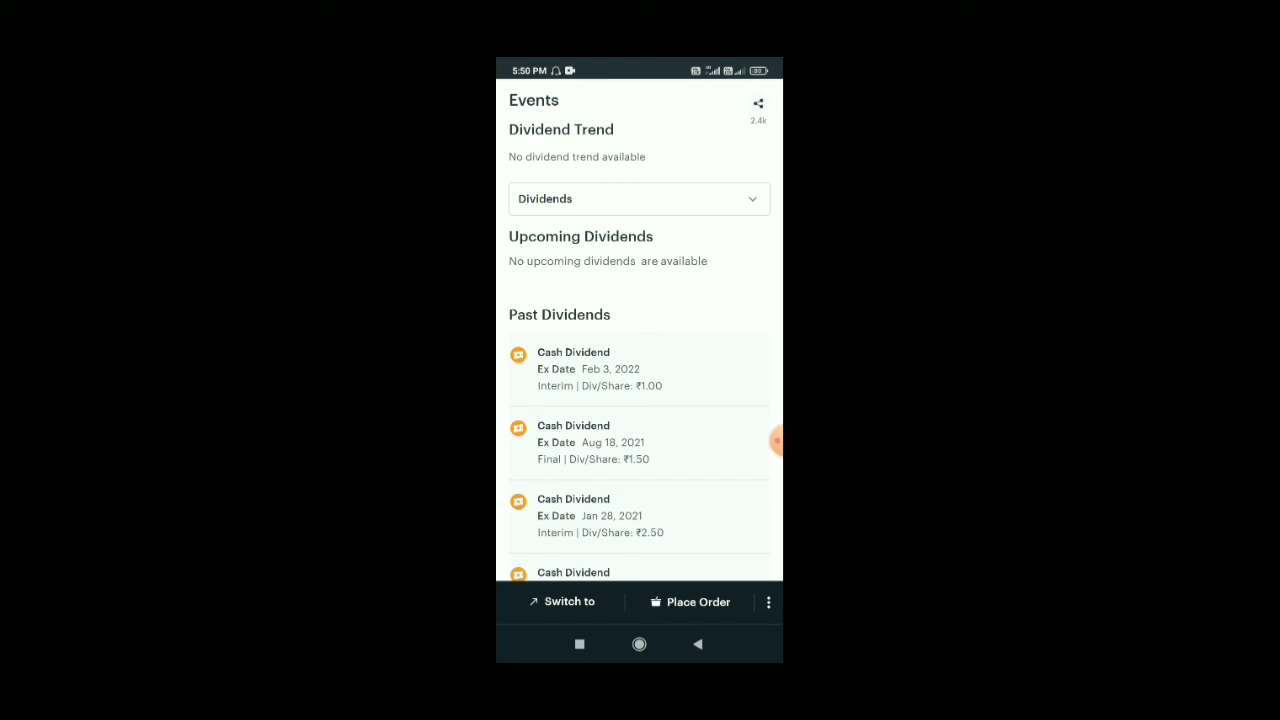 5:50 PM
Events
2.4k
Dividend Trend
No dividend trend available
Dividends
Upcoming Dividends
No upcoming dividends are available
Past Dividends
Cash Dividend
Ex Date Feb 3, 2022
Interim | Div/Share: ₹1.00
Cash Dividend
Ex Date Aug 18, 2021
Final | Div/Share: ₹1.50
Cash Dividend
Ex Date Jan 28, 2021
Interim | Div/Share: ₹2.50
Cash Dividend
Switch to
Place Order